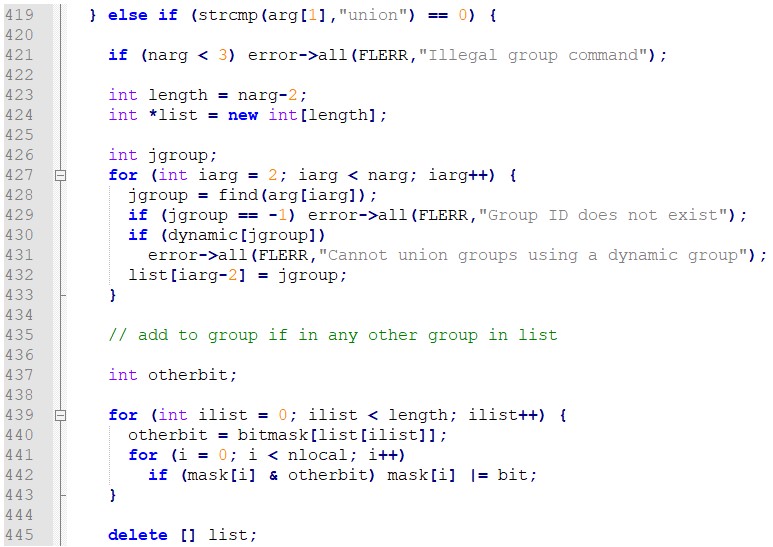 419 } else if (strcmp(arg[1],"union") == 0) {
420
421 if (narg < 3) error->all(FLERR,"Illegal group command");
422
423 int length = narg-2;
424 int *list = new int[length];
425
426 int jgroup;
427 for (int iarg = 2; iarg < narg; iarg++) {
428 jgroup = find(arg[iarg]);
429 if (jgroup == -1) error->all(FLERR,"Group ID does not exist");
430 if (dynamic[jgroup])
431 error->all(FLERR,"Cannot union groups using a dynamic group");
432 list[iarg-2] = jgroup;
433 }
434
435 // add to group if in any other group in list
436
437 int otherbit;
438
439 for (int ilist = 0; ilist < length; ilist++) {
440 otherbit = bitmask[list[ilist]];
441 for (i = 0; i < nlocal; i++)
442 if (mask[i] & otherbit) mask[i] |= bit;
443 }
444
445 delete [] list;